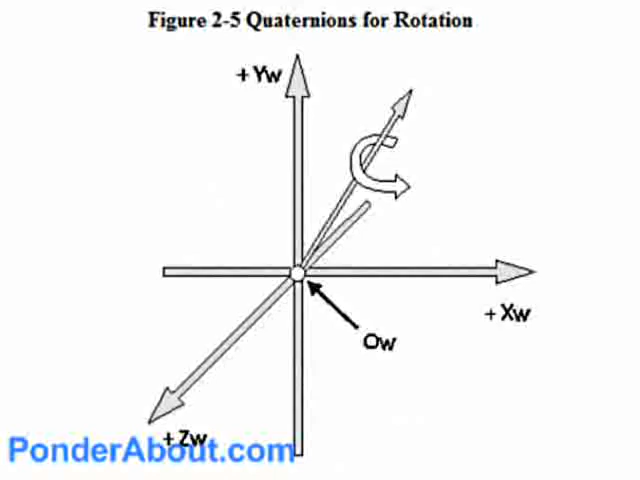 Figure 2-5 Quaternions for Rotation
+ Yw
+ Xw
Ow
+ Zw
PonderAbout.com